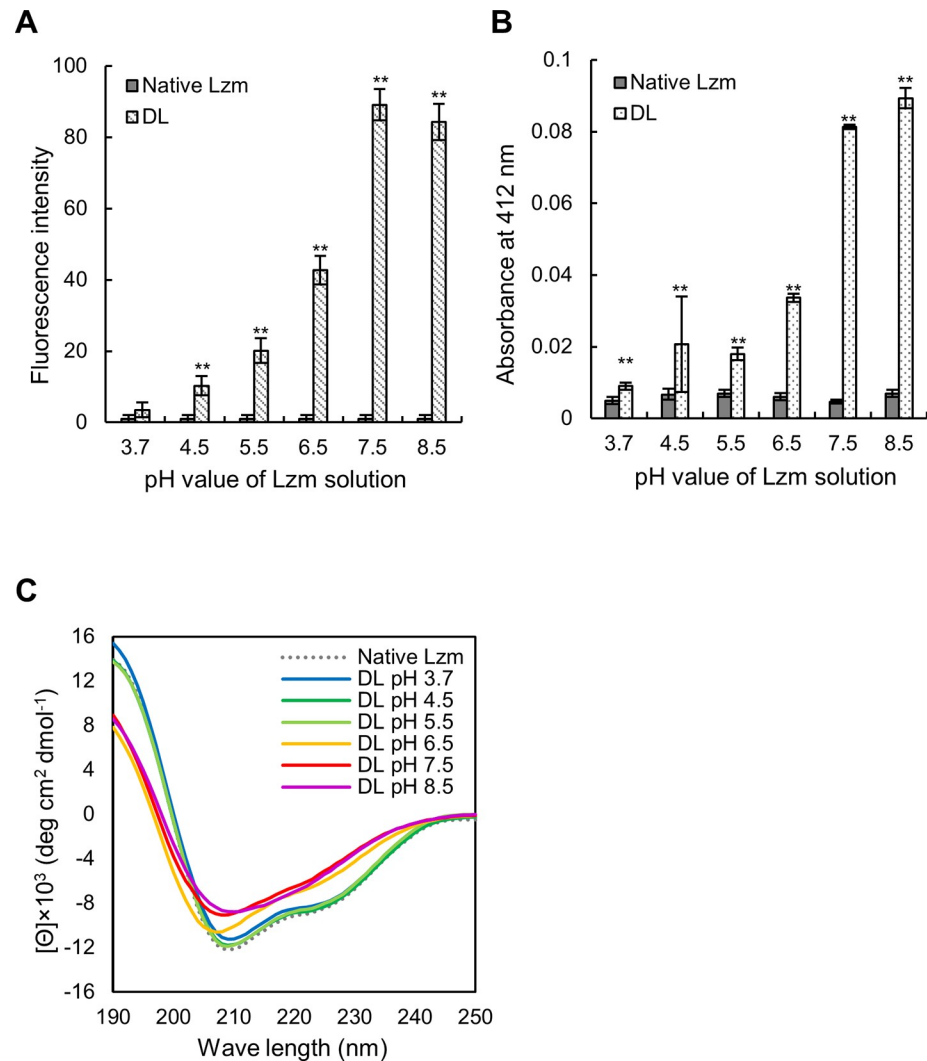 A
Fluorescence intensity
100
80
60
40
20
0
Native Lzm
DL
**
**
**
**
**
3.7 4.5 5.5 6.5 7.5 8.5
pH value of Lzm solution
B
Absorbance at 412 nm
0.1
0.08
0.06
0.04
0.02
0
Native Lzm
DL
**
**
**
**
**
**
3.7 4.5 5.5 6.5 7.5 8.5
pH value of Lzm solution
C
[Θ]×10³ (deg cm² dmol⁻¹)
16
12
8
4
0
-4
-8
-12
-16
Native Lzm
DL pH 3.7
DL pH 4.5
DL pH 5.5
DL pH 6.5
DL pH 7.5
DL pH 8.5
190 200 210 220 230 240 250
Wave length (nm)